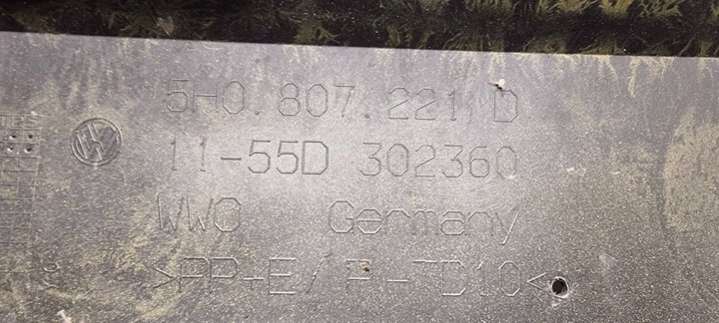 5H0.807.221 D
11-55D 302360
WWO Germany
>PP+E/P-TD10<